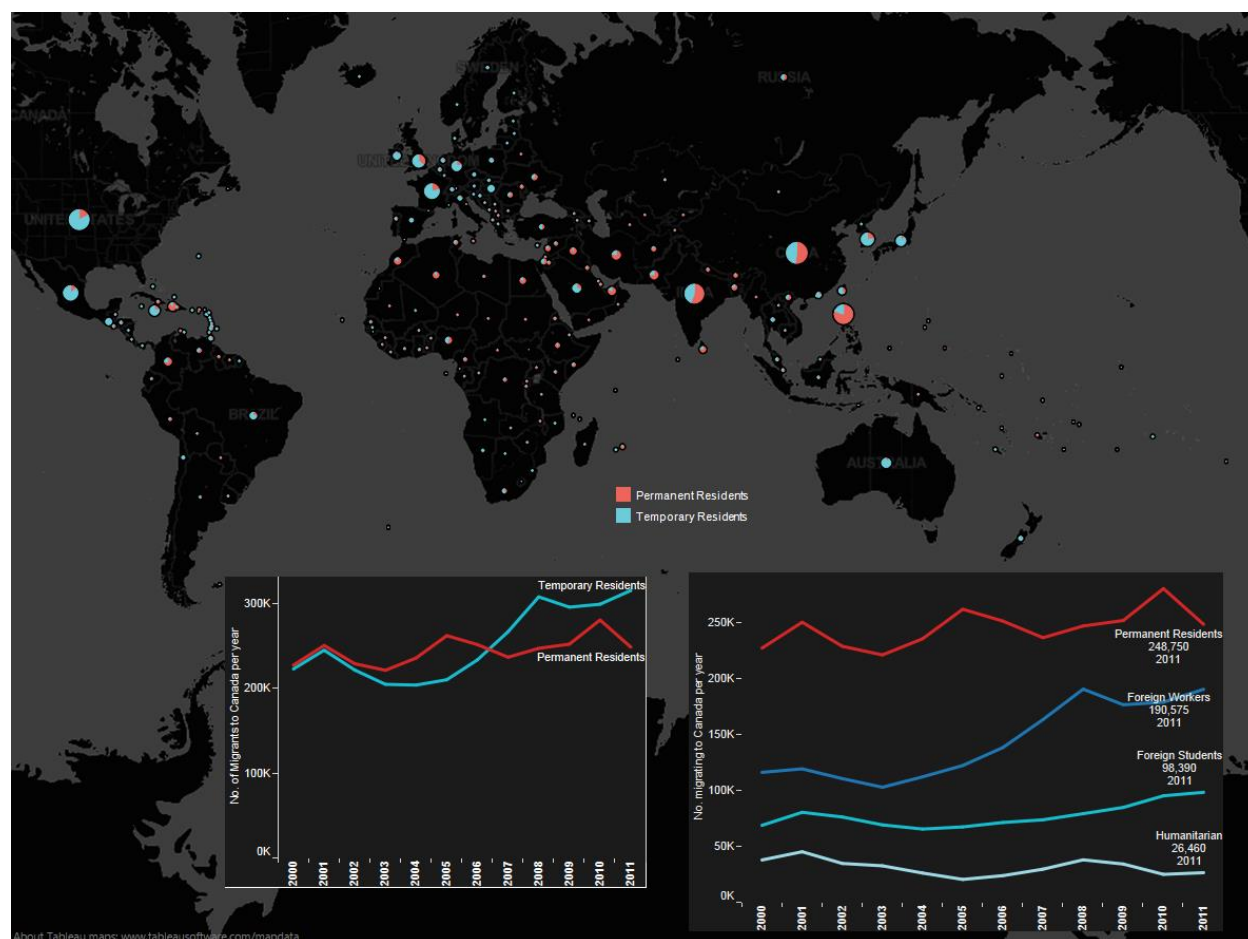 SWEDEN
RUSSIA
CANADA
UNITED STATES
CHINA
INDIA
BRAZIL
AUSTRALIA
Permanent Residents
Temporary Residents
No. of Migrants to Canada per year
300K
200K
100K
0K
Temporary Residents
Permanent Residents
2000 2001 2002 2003 2004 2005 2006 2007 2008 2009 2010 2011
No. migrating to Canada per year
250K
200K
150K
100K
50K
0K
Permanent Residents
248,750
2011
Foreign Workers
190,575
2011
Foreign Students
98,390
2011
Humanitarian
26,460
2011
2000 2001 2002 2003 2004 2005 2006 2007 2008 2009 2010 2011
About Tableau maps: www.tableausoftware.com/mapdata